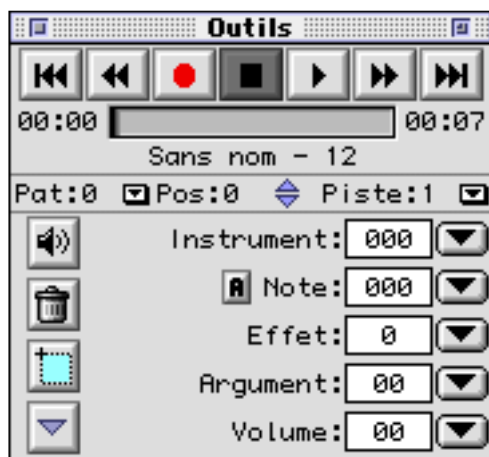 Outils
00:00 00:07
Sans nom - 12
Pat:0 Pos:0 Piste:1
Instrument: 000
A Note: 000
Effet: 0
Argument: 00
Volume: 00